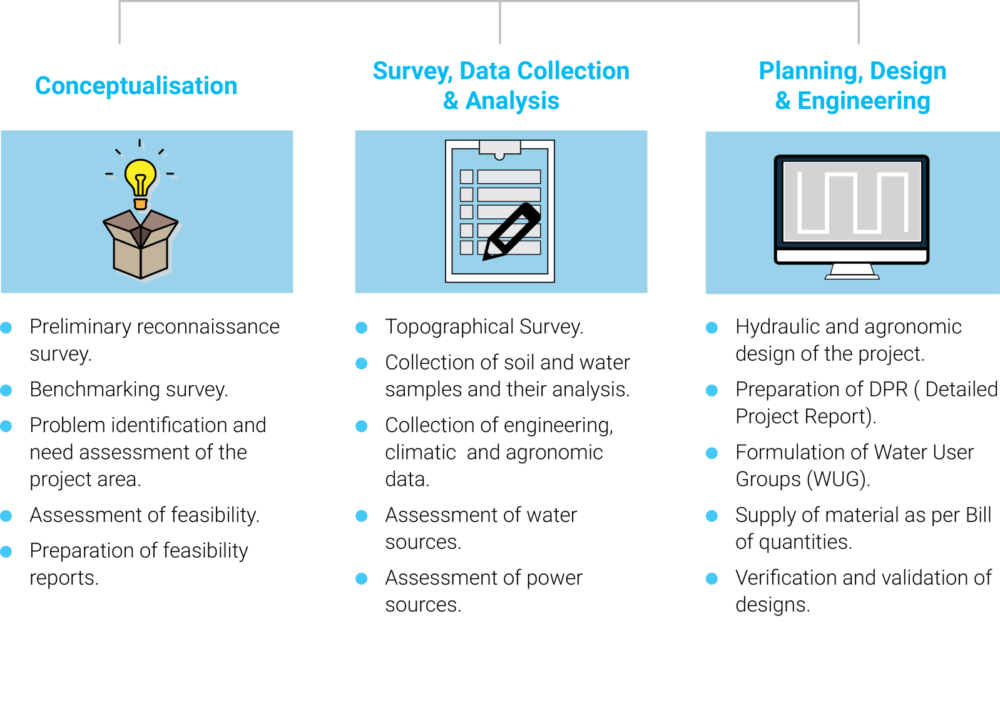 Conceptualisation
Preliminary reconnaissance
survey.
Benchmarking survey.
Problem identification and
need assessment of the
project area.
Assessment of feasibility.
Preparation of feasibility
reports.
Survey, Data Collection
& Analysis
Topographical Survey.
Collection of soil and water
samples and their analysis.
Collection of engineering,
climatic  and agronomic
data.
Assessment of water
sources.
Assessment of power
sources.
Planning, Design
& Engineering
Hydraulic and agronomic
design of the project.
Preparation of DPR ( Detailed
Project Report).
Formulation of Water User
Groups (WUG).
Supply of material as per Bill
of quantities.
Verification and validation of
designs.